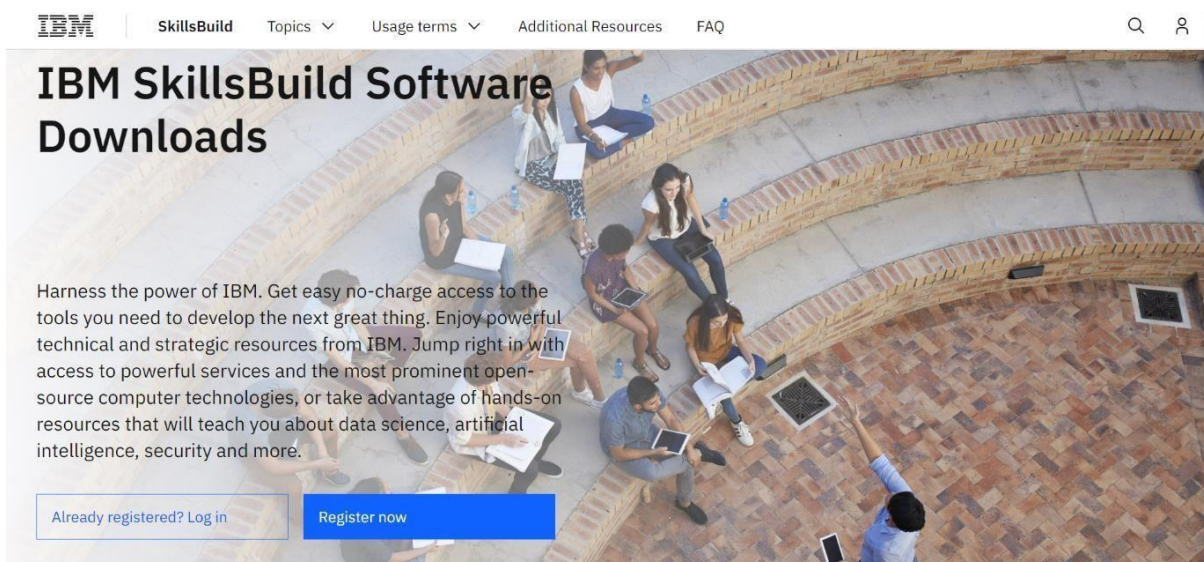 IBM SkillsBuild Topics Usage terms Additional Resources FAQ
IBM SkillsBuild Software
Downloads
Harness the power of IBM. Get easy no-charge access to the
tools you need to develop the next great thing. Enjoy powerful
technical and strategic resources from IBM. Jump right in with
access to powerful services and the most prominent open-
source computer technologies, or take advantage of hands-on
resources that will teach you about data science, artificial
intelligence, security and more.
Already registered? Log in Register now